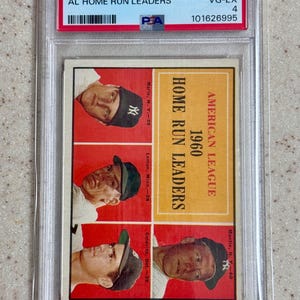 AL HOME RUN LEADERS
VG-EX
4
PSA
101626995
AMERICAN LEAGUE
1960
HOME RUN LEADERS